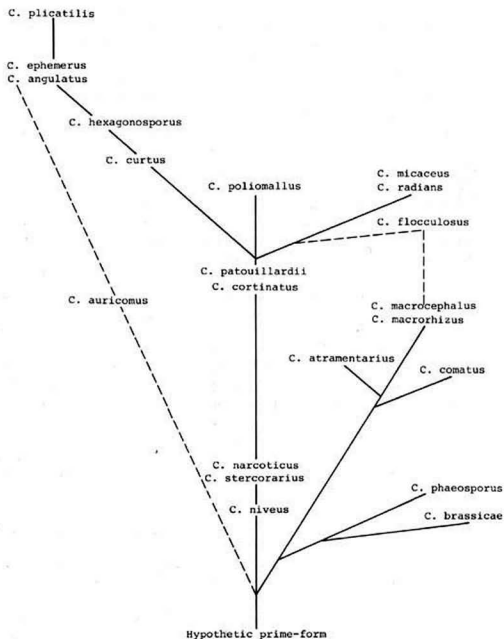 C. plicatilis
C. ephemerus
C. angulatus
C. hexagonosporus
C. curtus
C. micaceus
C. radians
C. poliomallus
C. flocculosus
C. patouillardii
C. cortinatus
C. auricomus
C. macrocephalus
C. macrorhizus
C. atramentarius
C. comatus
C. narcoticus
C. stercorarius
C. phaeosporus
C. niveus
C. brassicae
Hypothetic prime-form